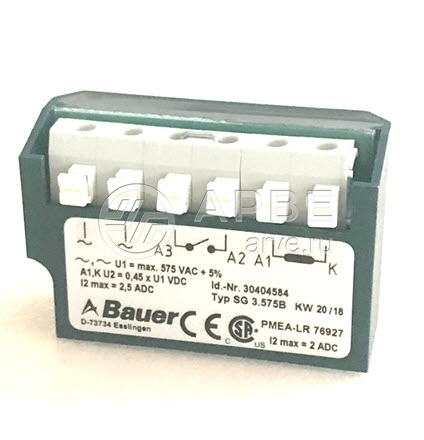 АРВЕ
arve.ru
~ ~ A3 A2 A1 K
~, ~, U1 = max. 575 VAC + 5%
A1,K U2 = 0,45 x U1 VDC Id.-Nr. 30404584
I2 max = 2,5 ADC Typ SG 3.575B KW 20/18
Bauer CE CSA C US PMEA-LR 76927
D-73734 Esslingen I2 max = 2 ADC